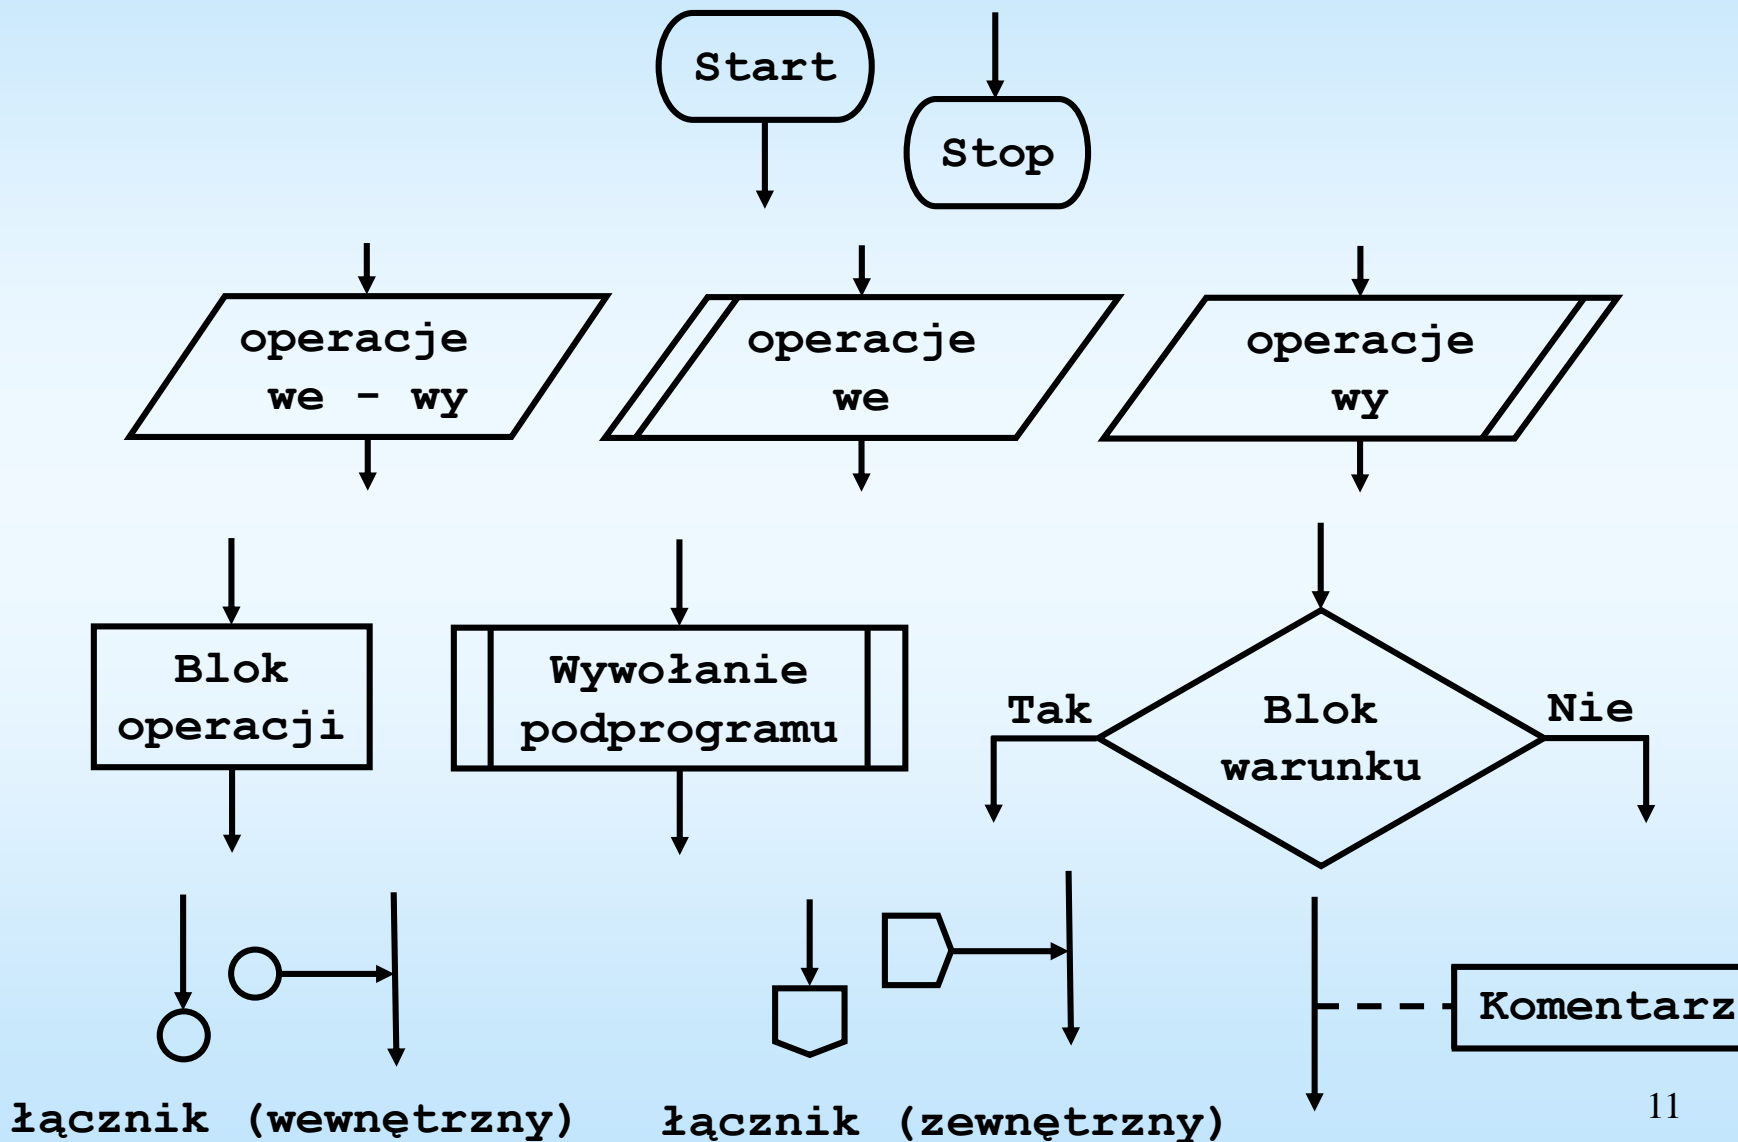 Start
Stop
operacje
we - wy
operacje
we
operacje
wy
Blok
operacji
Wywołanie
podprogramu
Tak
Blok
warunku
Nie
Komentarz
łącznik (wewnętrzny)
łącznik (zewnętrzny)
11